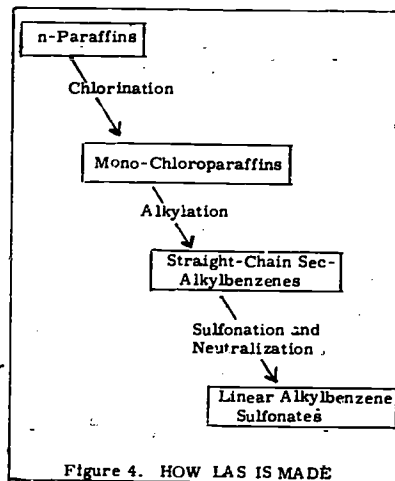 n-Paraffins
Chlorination
Mono-Chloroparaffins
Alkylation
Straight-Chain Sec-
Alkylbenzenes
Sulfonation and
Neutralization
Linear Alkylbenzene
Sulfonates
Figure 4. HOW LAS IS MADE